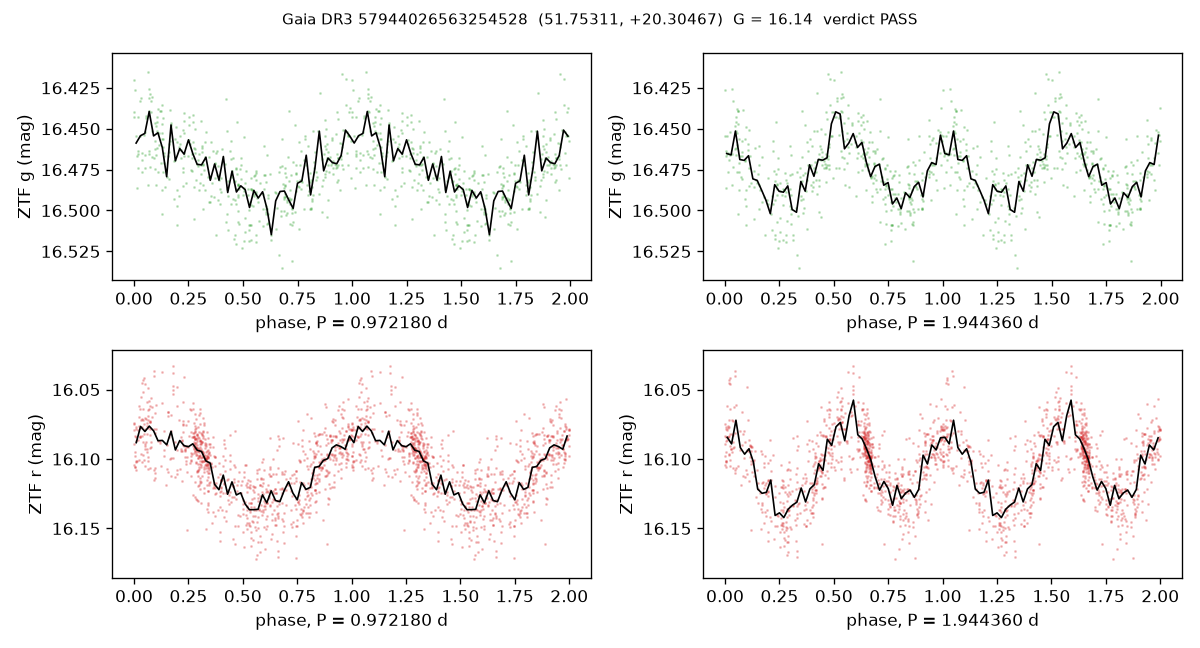 Gaia DR3 57944026563254528  (51.75311, +20.30467)  G = 16.14  verdict PASS
ZTF g (mag)
16.425
16.450
16.475
16.500
16.525
0.00 0.25 0.50 0.75 1.00 1.25 1.50 1.75 2.00
phase, P = 0.972180 d
ZTF g (mag)
16.425
16.450
16.475
16.500
16.525
0.00 0.25 0.50 0.75 1.00 1.25 1.50 1.75 2.00
phase, P = 1.944360 d
ZTF r (mag)
16.05
16.10
16.15
0.00 0.25 0.50 0.75 1.00 1.25 1.50 1.75 2.00
phase, P = 0.972180 d
ZTF r (mag)
16.05
16.10
16.15
0.00 0.25 0.50 0.75 1.00 1.25 1.50 1.75 2.00
phase, P = 1.944360 d